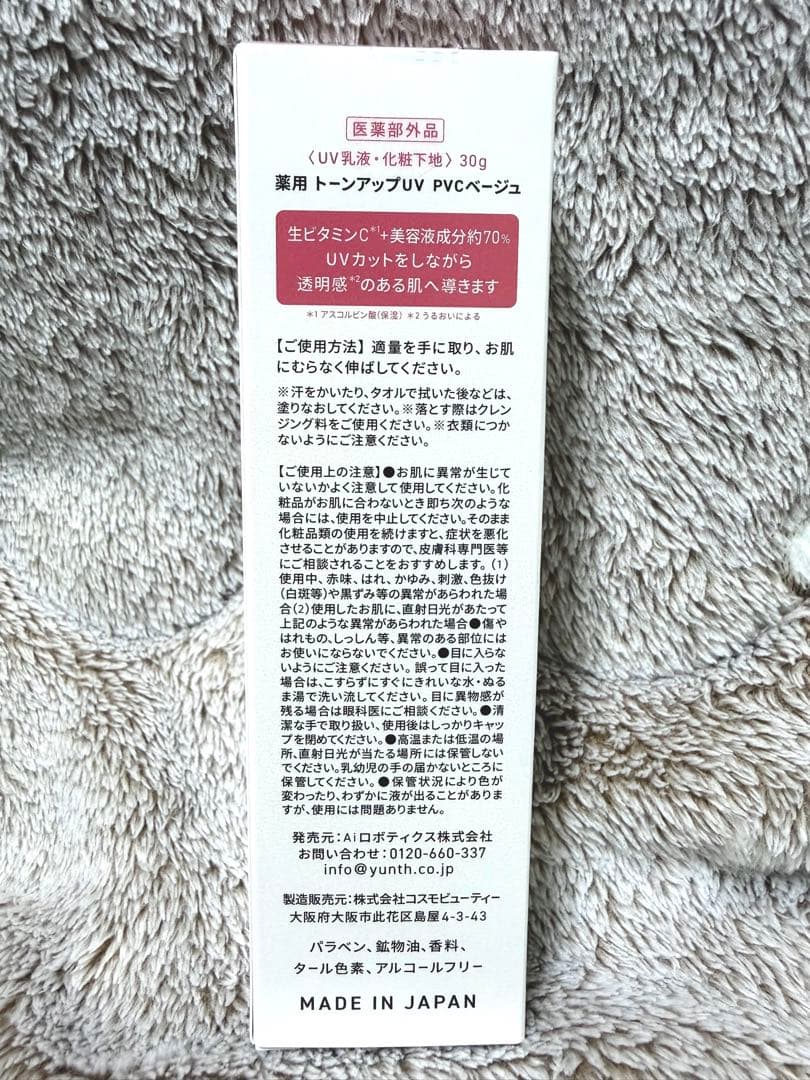 医薬部外品
〈UV乳液・化粧下地〉30g
薬用 トーンアップUV PVCベージュ
生ビタミンC*1+美容液成分約70%
UVカットをしながら
透明感*2のある肌へ導きます
*1 アスコルビン酸(保湿) *2 うるおいによる
【ご使用方法】適量を手に取り、お肌
にむらなく伸ばしてください。
※汗をかいたり、タオルで拭いた後などは、
塗りなおしてください。※落とす際はクレン
ジング料をご使用ください。※衣類につか
ないようにご注意ください。
【ご使用上の注意】●お肌に異常が生じて
いないかよく注意して使用してください。化
粧品がお肌に合わないとき即ち次のような
場合には、使用を中止してください。そのまま
化粧品類の使用を続けますと、症状を悪化
させることがありますので、皮膚科専門医等
にご相談されることをおすすめします。(1)
使用中、赤味、はれ、かゆみ、刺激、色抜け
(白斑等)や黒ずみ等の異常があらわれた場
合(2)使用したお肌に、直射日光があたって
上記のような異常があらわれた場合●傷や
はれもの、しっしん等、異常のある部位には
お使いにならないでください。●目に入らな
いようにご注意ください。誤って目に入った
場合は、こすらずにすぐにきれいな水・ぬる
ま湯で洗い流してください。目に異物感が
残る場合は眼科医にご相談ください。●清
潔な手で取り扱い、使用後はしっかりキャッ
プを閉めてください。●高温または低温の場
所、直射日光が当たる場所には保管しない
でください。乳幼児の手の届かないところに
保管してください。●保管状況により色が
変わったり、わずかに液が出ることがありま
すが、使用には問題ありません。
発売元:Aiロボティクス株式会社
お問い合わせ:0120-660-337
info@yunth.co.jp
製造販売元:株式会社コスモビューティー
大阪府大阪市此花区島屋4-3-43
パラベン、鉱物油、香料、
タール色素、アルコールフリー
MADE IN JAPAN